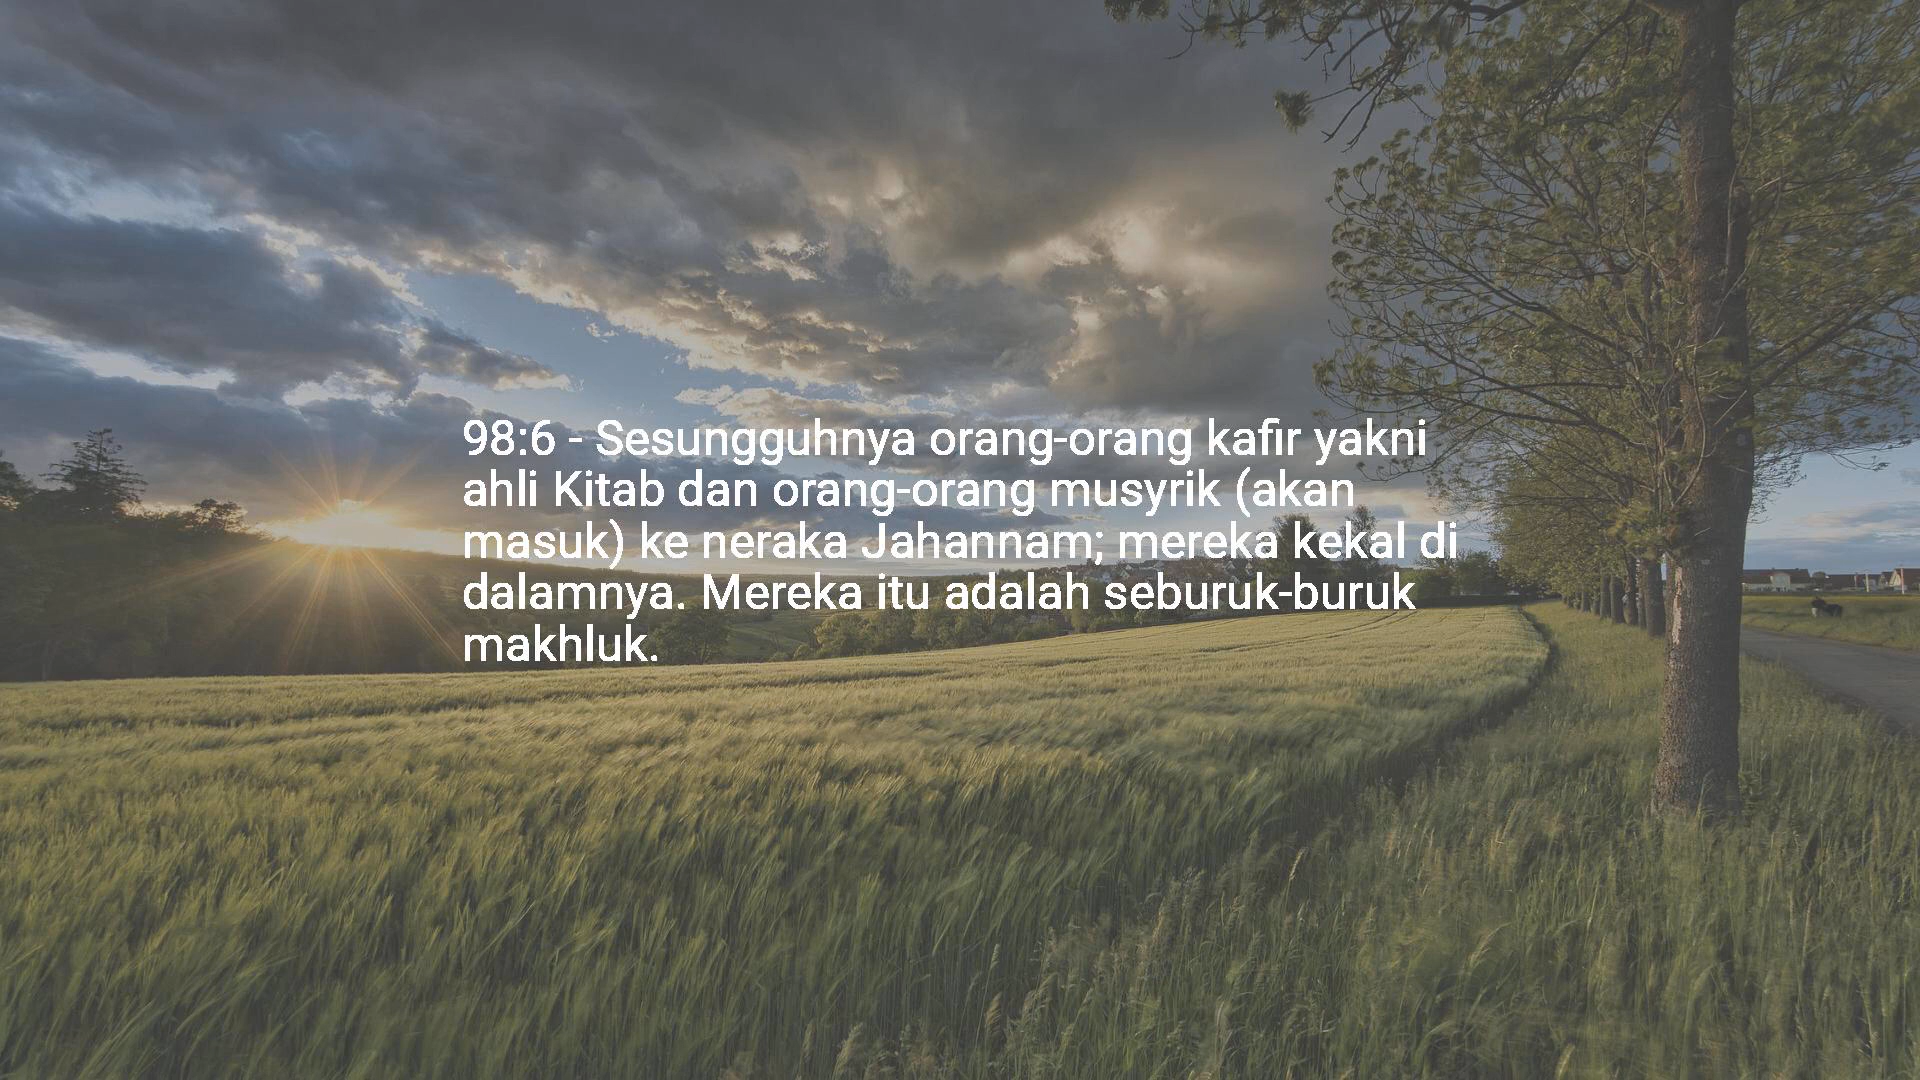 98:6 - Sesungguhnya orang-orang kafir yakni
ahli Kitab dan orang-orang musyrik (akan
masuk) ke neraka Jahannam; mereka kekal di
dalamnya. Mereka itu adalah seburuk-buruk
makhluk.